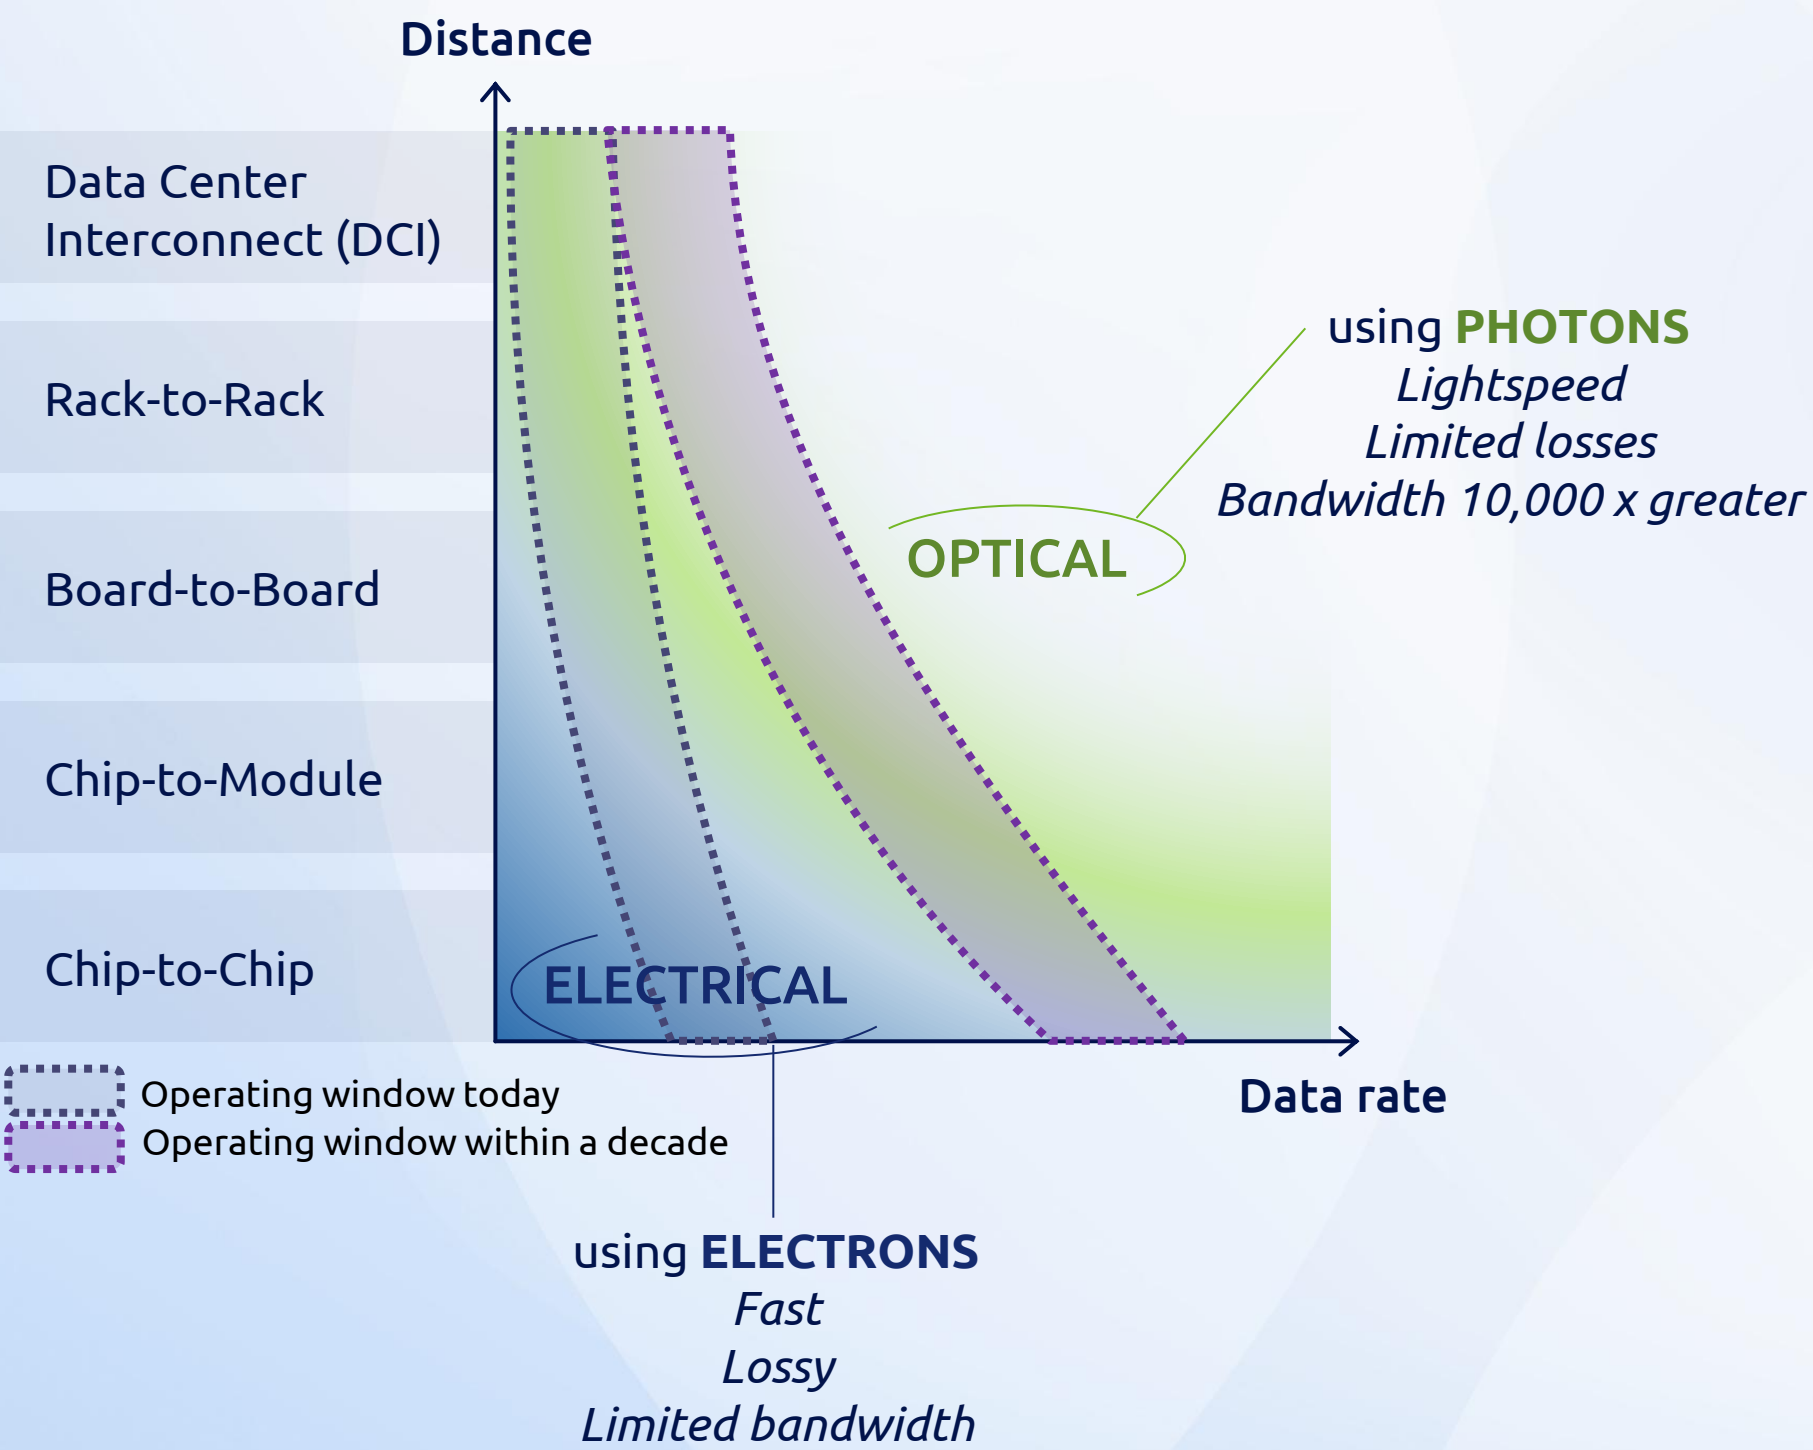 Distance
Data Center
Interconnect (DCI)
Rack-to-Rack
Board-to-Board
Chip-to-Module
Chip-to-Chip
using PHOTONS
Lightspeed
Limited losses
Bandwidth 10,000 x greater
OPTICAL
ELECTRICAL
Data rate
Operating window today
Operating window within a decade
using ELECTRONS
Fast
Lossy
Limited bandwidth